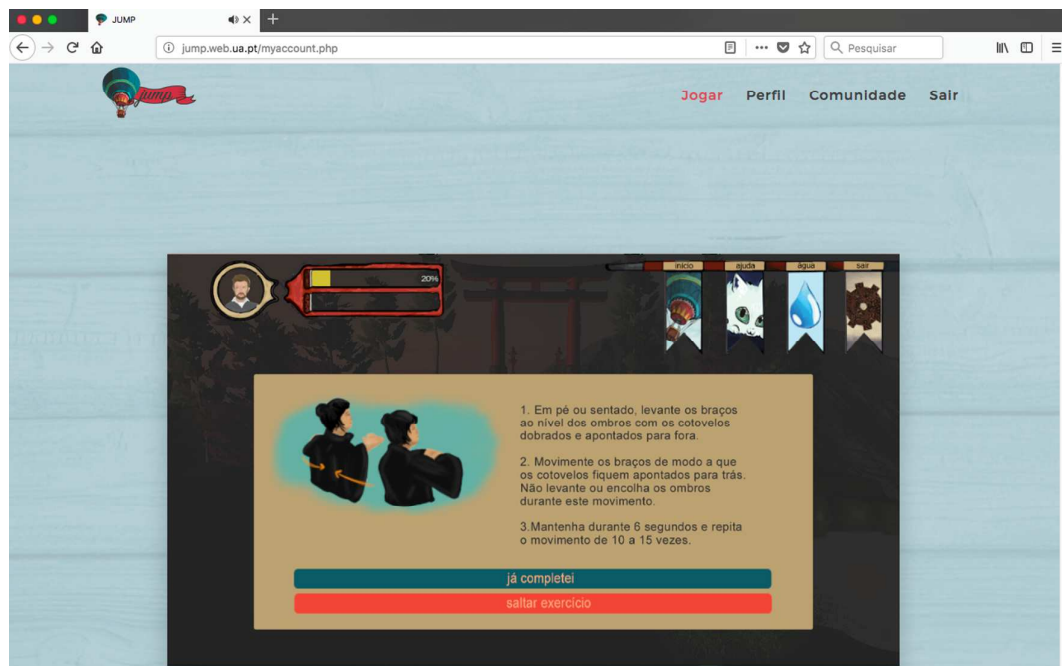 JUMP
jump.web.ua.pt/myaccount.php
Pesquisar
jump
Jogar Perfil Comunidade Sair
20%
início ajuda água sair
1. Em pé ou sentado, levante os braços
ao nível dos ombros com os cotovelos
dobrados e apontados para fora.
2. Movimente os braços de modo a que
os cotovelos fiquem apontados para trás.
Não levante ou encolha os ombros
durante este movimento.
3.Mantenha durante 6 segundos e repita
o movimento de 10 a 15 vezes.
já completei
saltar exercício